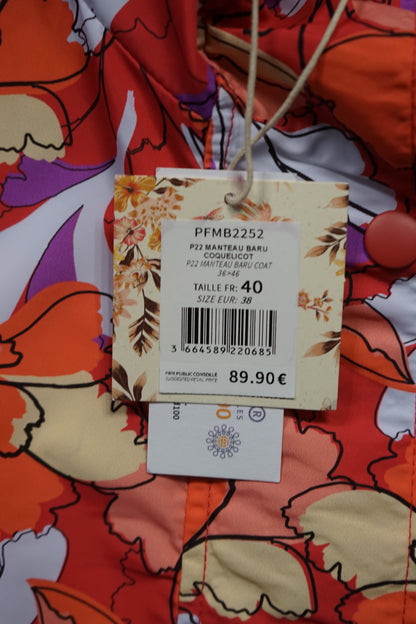 PFMB2252
P22 MANTEAU BARU
COQUELICOT
P22 MANTEAU BARU COAT
36>46
TAILLE FR: 40
SIZE EUR: 38
3 664589 220685
PRIX PUBLIC CONSEILLÉ
SUGGESTED RETAIL PRICE
89.90€
®